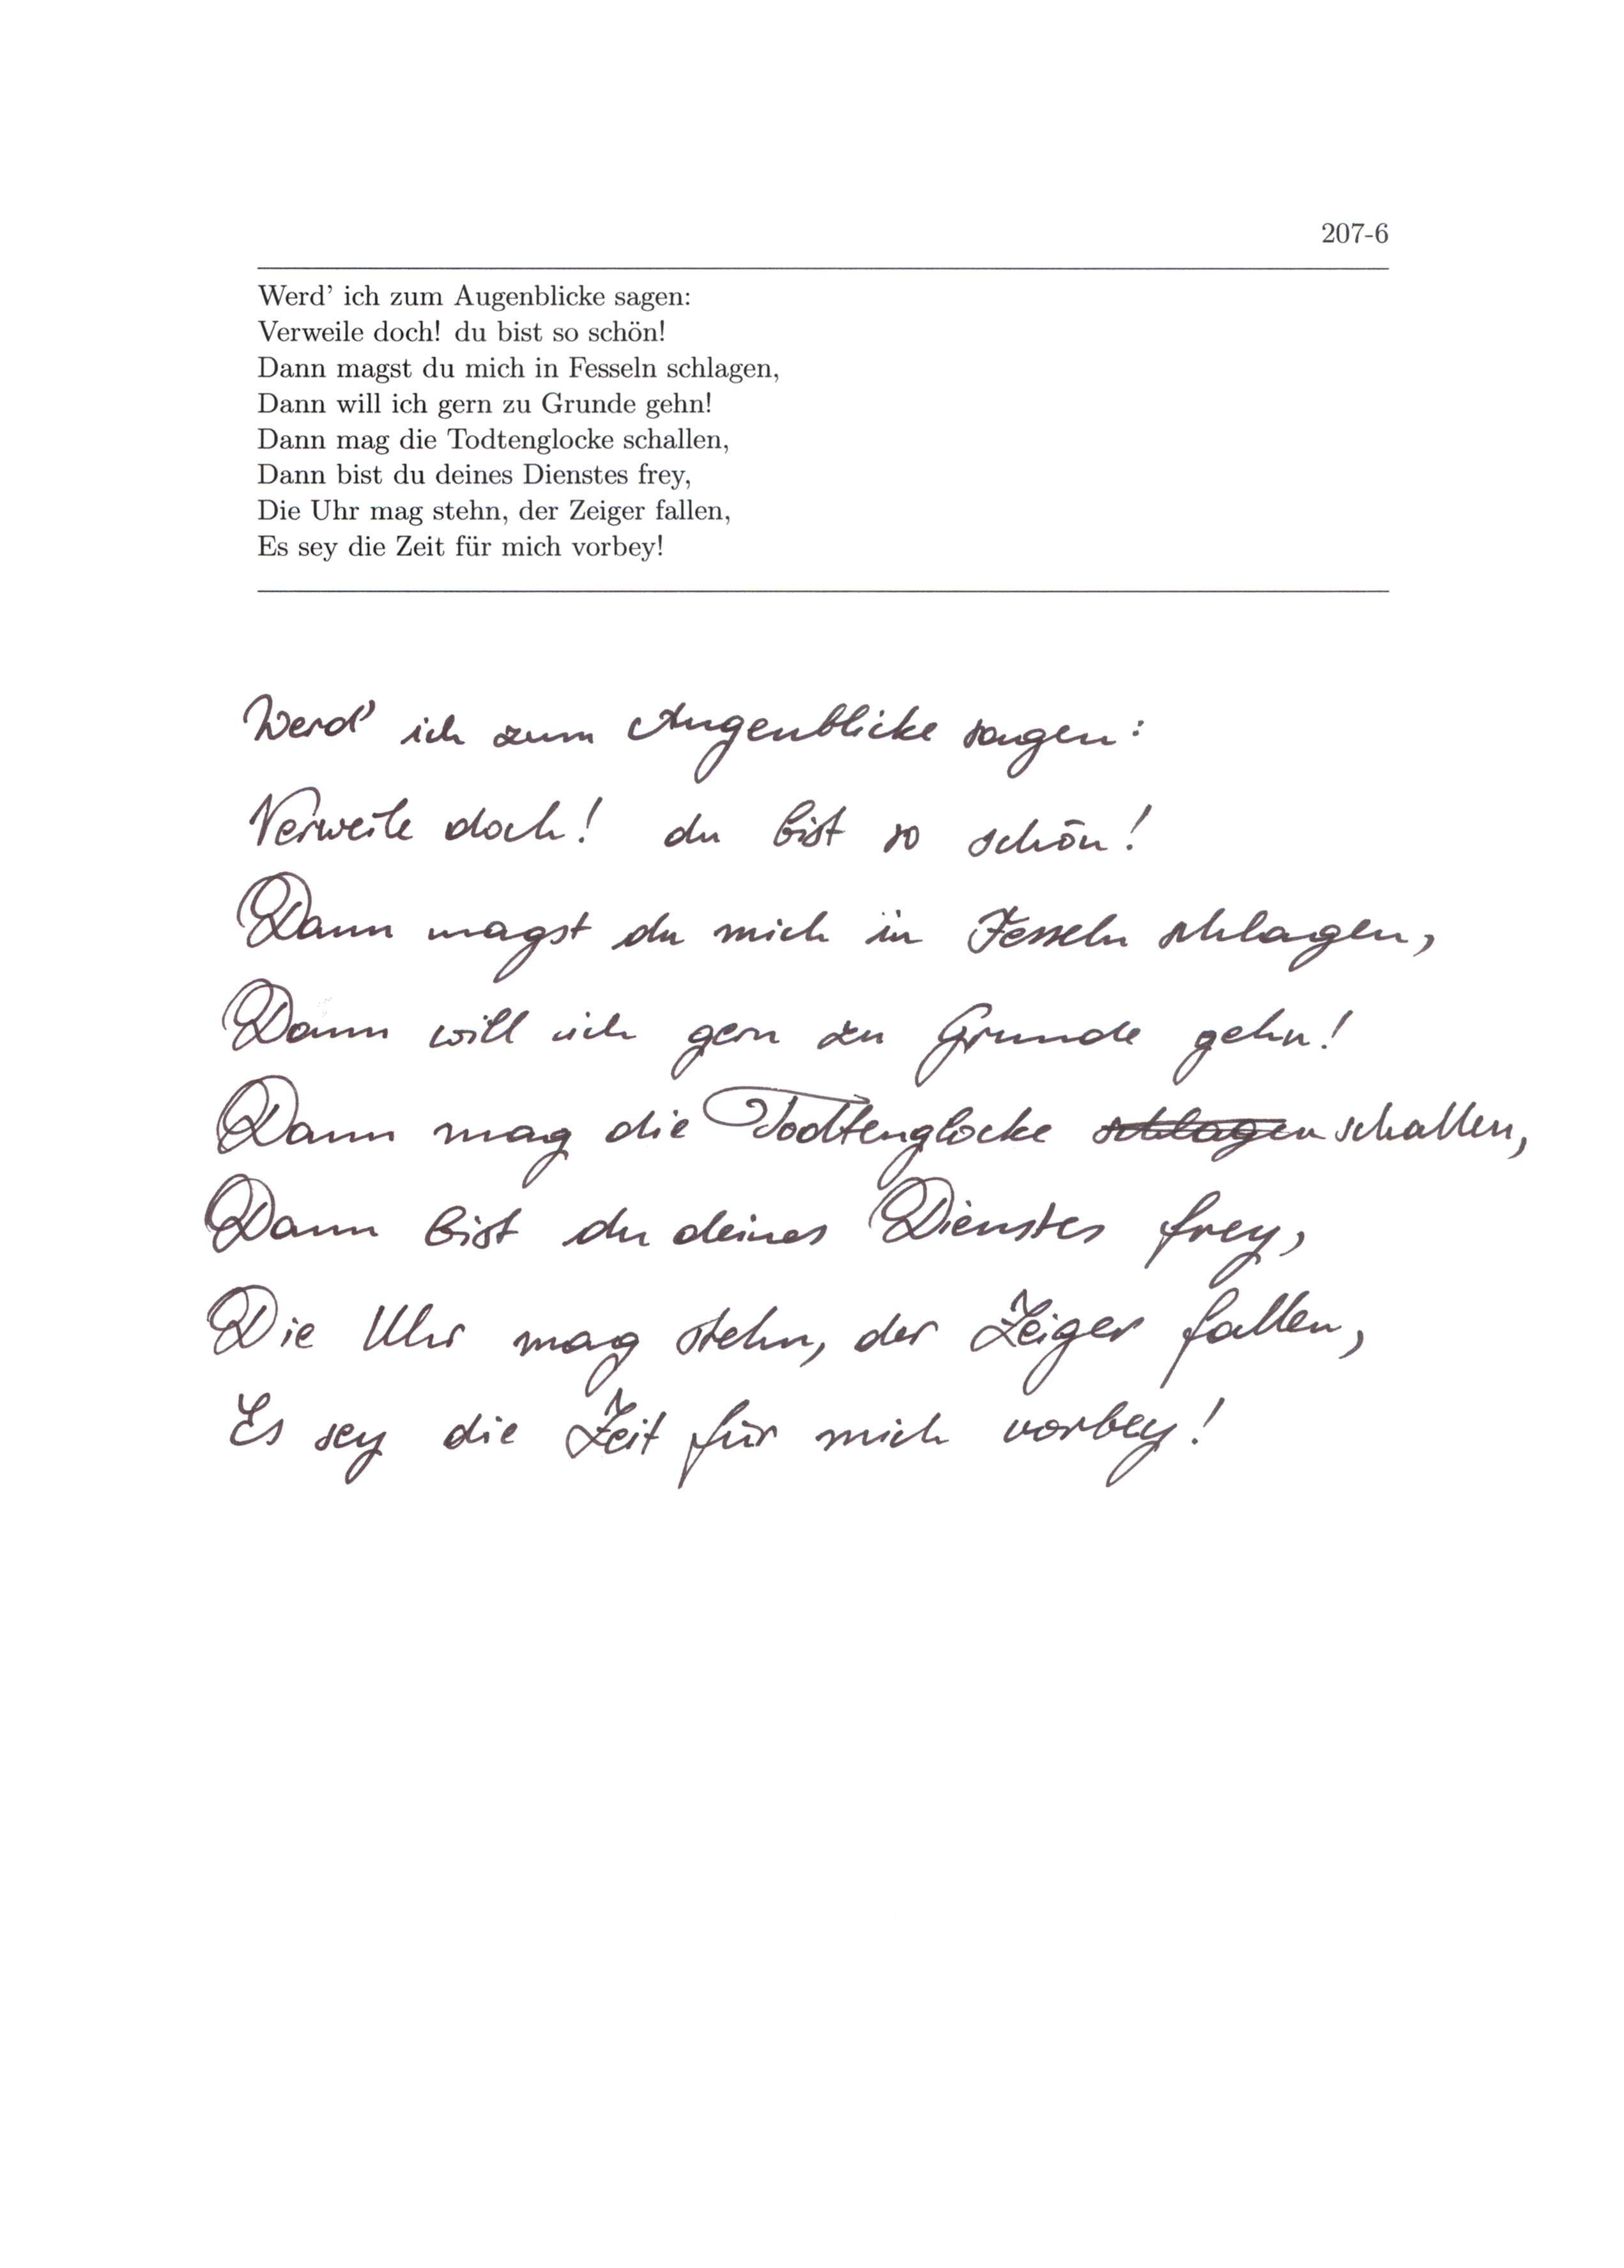 207-6
Werd' ich zum Augenblicke sagen:
Verweile doch! du bist so schön!
Dann magst du mich in Fesseln schlagen,
Dann will ich gern zu Grunde gehn!
Dann mag die Todtenglocke schallen,
Dann bist du deines Dienstes frey,
Die Uhr mag stehn, der Zeiger fallen,
Es sey die Zeit für mich vorbey!
Werd' ich zum Augenblicke sagen:
Verweile doch! du bist so schön!
Dann magst du mich in Fesseln schlagen,
Dann will ich gern zu Grunde gehn!
Dann mag die Todtenglocke schlagen schallen,
Dann bist du deines Dienstes frey,
Die Uhr mag stehn, der Zeiger fallen,
Es sey die Zeit für mich vorbey!